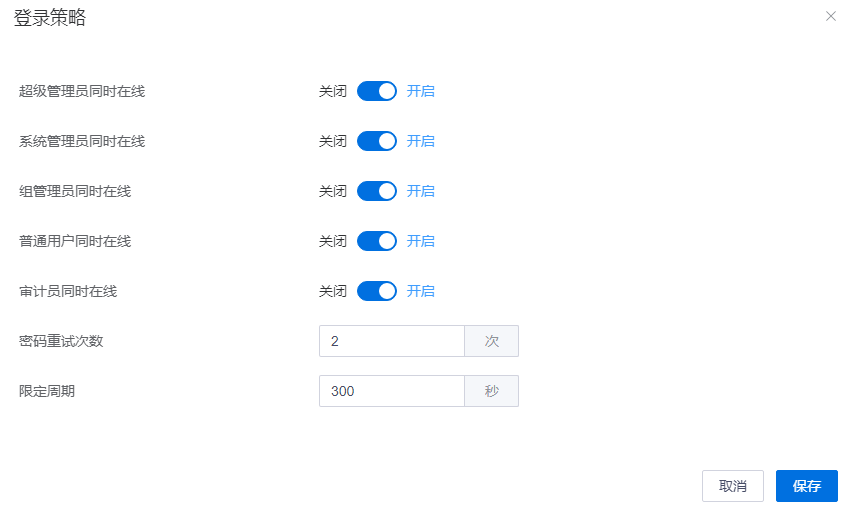 登录策略
超级管理员同时在线 关闭 开启
系统管理员同时在线 关闭 开启
组管理员同时在线 关闭 开启
普通用户同时在线 关闭 开启
审计员同时在线 关闭 开启
密码重试次数 2 次
限定周期 300 秒
取消 保存